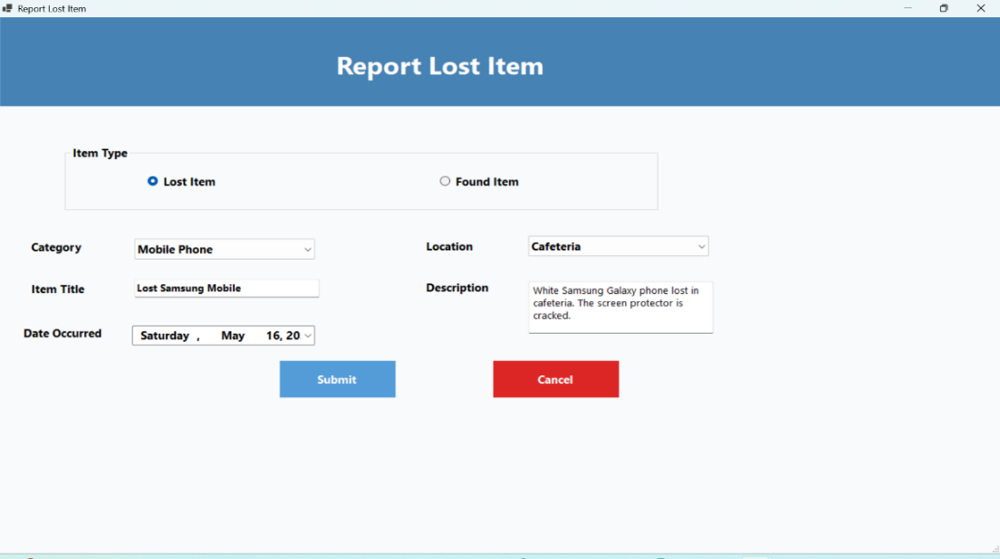 Report Lost Item
Report Lost Item
Item Type
Lost Item
Found Item
Category
Mobile Phone
Location
Cafeteria
Item Title
Lost Samsung Mobile
Description
White Samsung Galaxy phone lost in
cafeteria. The screen protector is
cracked.
Date Occurred
Saturday , May 16, 20
Submit
Cancel